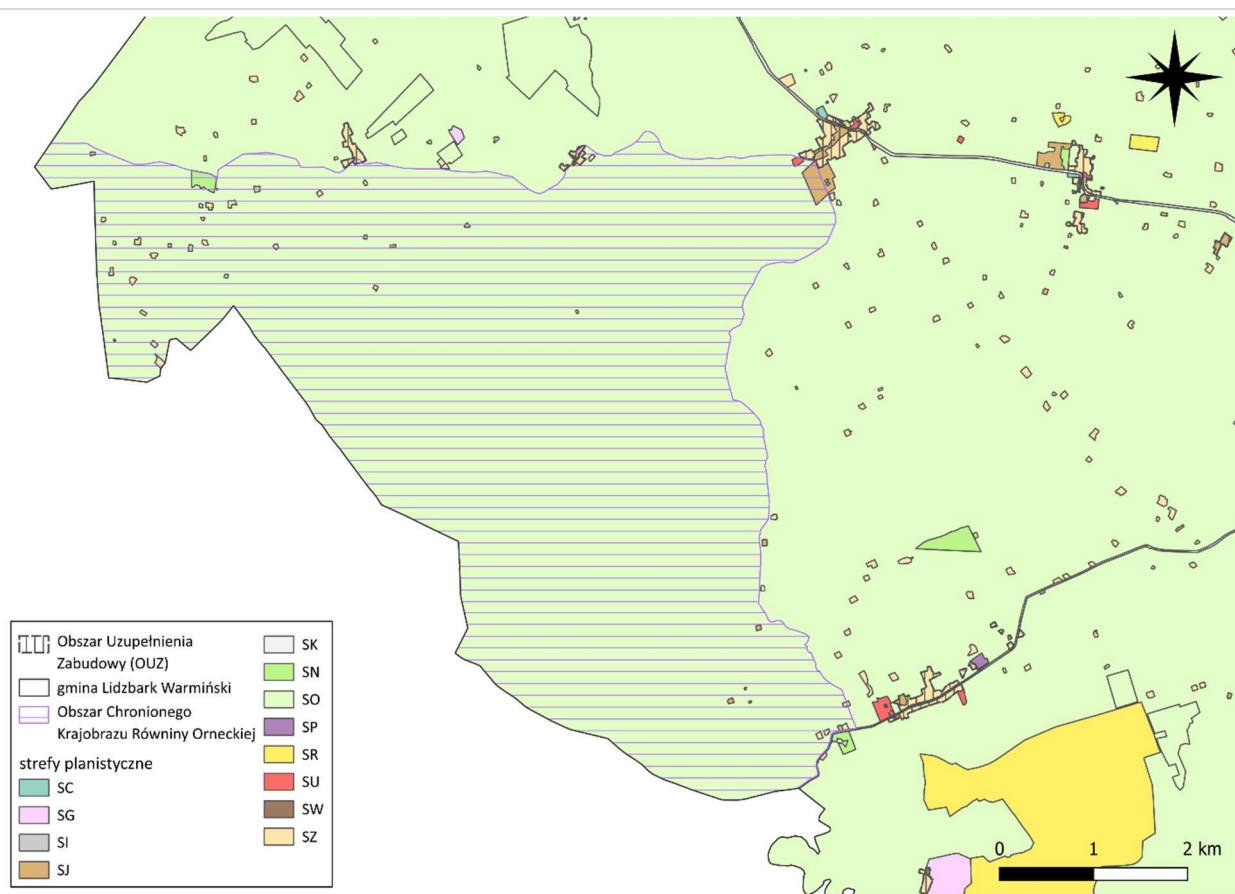 Obszar Uzupełnienia
Zabudowy (OUZ)
gmina Lidzbark Warmiński
Obszar Chronionego
Krajobrazu Równiny Orneckiej
strefy planistyczne
SC
SG
SI
SJ
SK
SN
SO
SP
SR
SU
SW
SZ
0 1 2 km